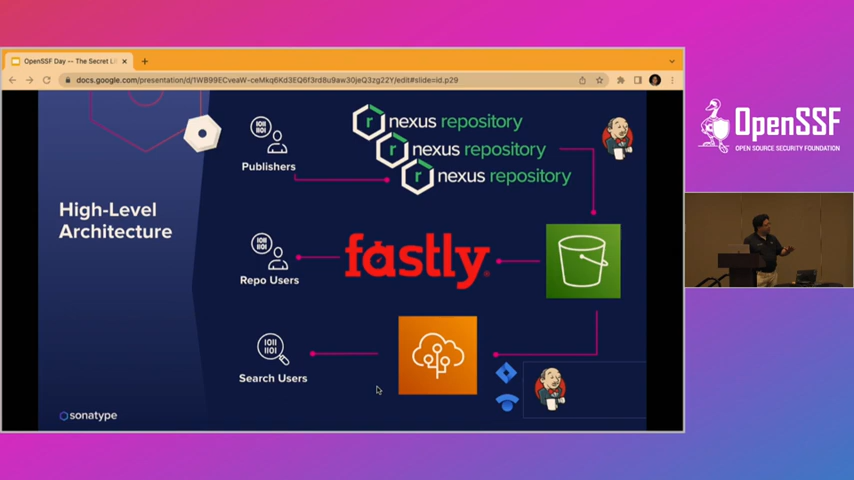 OpenSSF Day -- The Secret Li
docs.google.com/presentation/d/1WB99ECveaW-ceMkq6Kd3EQ6f3rd8u9aw30jeQ3zg22Y/edit#slide=id.p29
High-Level
Architecture
Publishers
nexus repository
nexus repository
nexus repository
Repo Users
fastly
Search Users
sonatype
OpenSSF
OPEN SOURCE SECURITY FOUNDATION